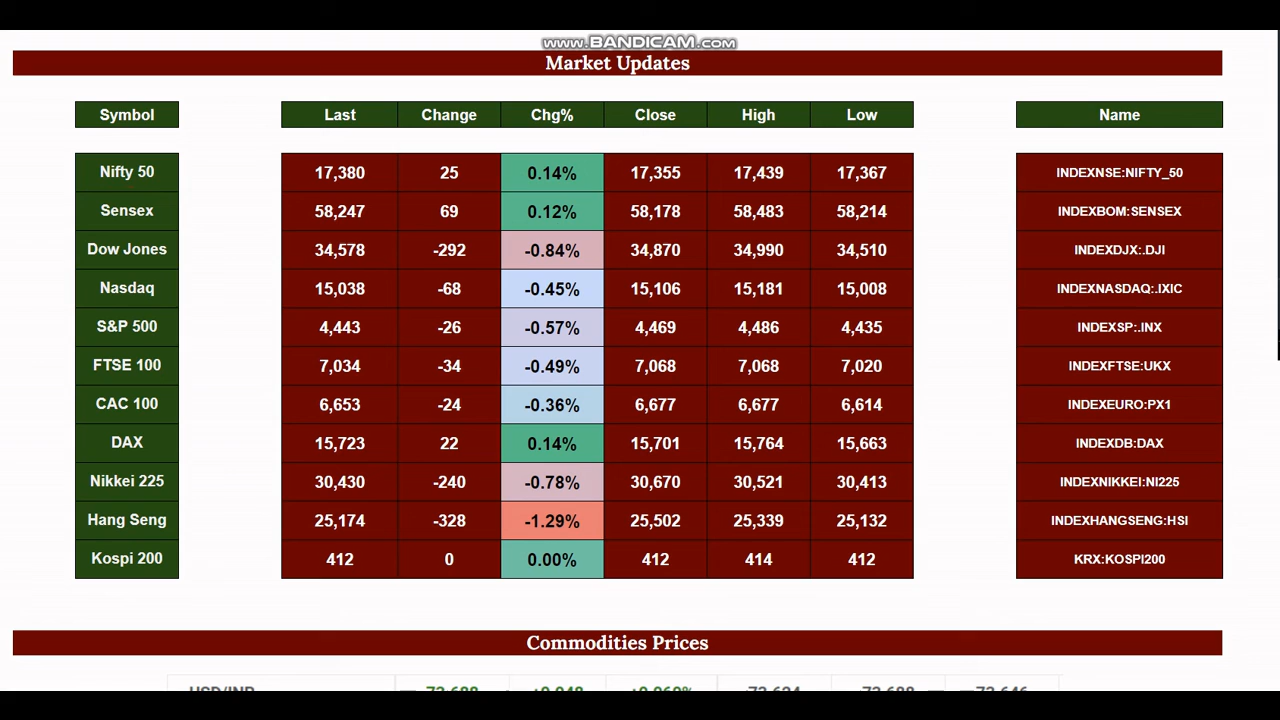 www.BANDICAM.com
Market Updates
Symbol Last Change Chg% Close High Low Name
Nifty 50 17,380 25 0.14% 17,355 17,439 17,367 INDEXNSE:NIFTY_50
Sensex 58,247 69 0.12% 58,178 58,483 58,214 INDEXBOM:SENSEX
Dow Jones 34,578 -292 -0.84% 34,870 34,990 34,510 INDEXDJX:.DJI
Nasdaq 15,038 -68 -0.45% 15,106 15,181 15,008 INDEXNASDAQ:.IXIC
S&P 500 4,443 -26 -0.57% 4,469 4,486 4,435 INDEXSP:.INX
FTSE 100 7,034 -34 -0.49% 7,068 7,068 7,020 INDEXFTSE:UKX
CAC 100 6,653 -24 -0.36% 6,677 6,677 6,614 INDEXEURO:PX1
DAX 15,723 22 0.14% 15,701 15,764 15,663 INDEXDB:DAX
Nikkei 225 30,430 -240 -0.78% 30,670 30,521 30,413 INDEXNIKKEI:NI225
Hang Seng 25,174 -328 -1.29% 25,502 25,339 25,132 INDEXHANGSENG:HSI
Kospi 200 412 0 0.00% 412 414 412 KRX:KOSPI200
Commodities Prices
USD/INR